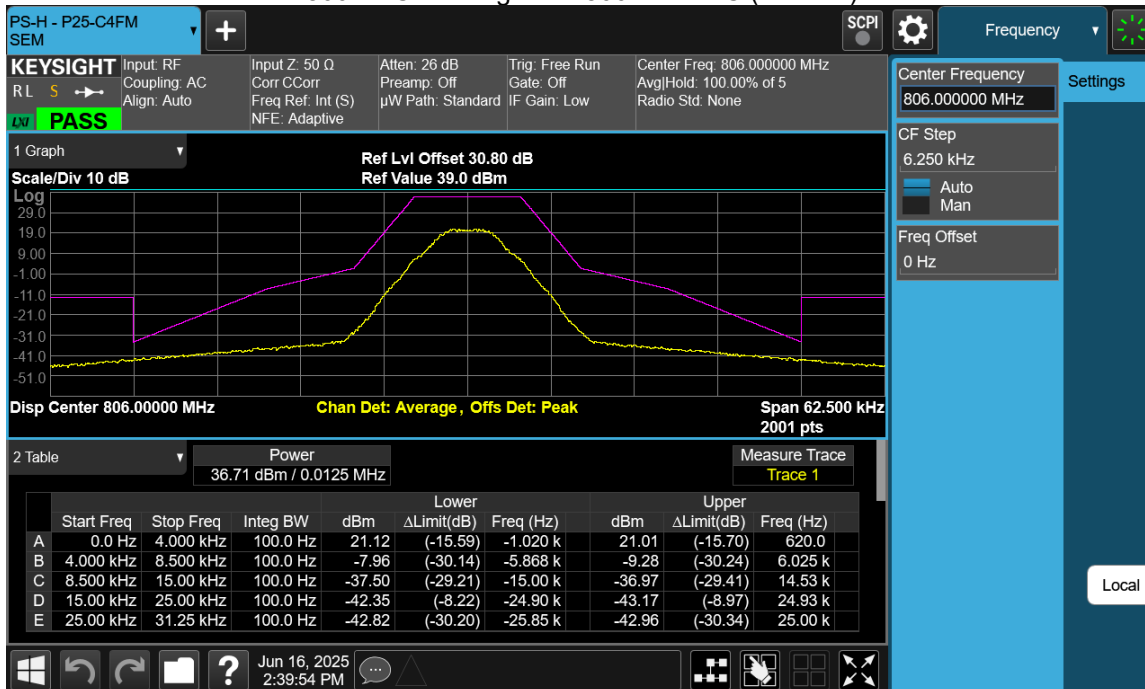 PS-H - P25-C4FM
SEM
SCPI
Frequency
KEYSIGHT
RL S
LXI
PASS
Input: RF
Coupling: AC
Align: Auto
Input Z: 50 Ω
Corr CCorr
Freq Ref: Int (S)
NFE: Adaptive
Atten: 26 dB
Preamp: Off
µW Path: Standard
Trig: Free Run
Gate: Off
IF Gain: Low
Center Freq: 806.000000 MHz
Avg|Hold: 100.00% of 5
Radio Std: None
Center Frequency
806.000000 MHz
Settings
CF Step
6.250 kHz
Auto
Man
Freq Offset
0 Hz
1 Graph
Scale/Div 10 dB
Ref Lvl Offset 30.80 dB
Ref Value 39.0 dBm
Log
29.0
19.0
9.00
-1.00
-11.0
-21.0
-31.0
-41.0
-51.0
Disp Center 806.00000 MHz
Chan Det: Average, Offs Det: Peak
Span 62.500 kHz
2001 pts
2 Table
Power
36.71 dBm / 0.0125 MHz
Measure Trace
Trace 1
Lower Upper
Start Freq Stop Freq Integ BW dBm ΔLimit(dB) Freq (Hz) dBm ΔLimit(dB) Freq (Hz)
A 0.0 Hz 4.000 kHz 100.0 Hz 21.12 (-15.59) -1.020 k 21.01 (-15.70) 620.0
B 4.000 kHz 8.500 kHz 100.0 Hz -7.96 (-30.14) -5.868 k -9.28 (-30.24) 6.025 k
C 8.500 kHz 15.00 kHz 100.0 Hz -37.50 (-29.21) -15.00 k -36.97 (-29.41) 14.53 k
D 15.00 kHz 25.00 kHz 100.0 Hz -42.35 (-8.22) -24.90 k -43.17 (-8.97) 24.93 k
E 25.00 kHz 31.25 kHz 100.0 Hz -42.82 (-30.20) -25.85 k -42.96 (-30.34) 25.00 k
Local
?
Jun 16, 2025
2:39:54 PM